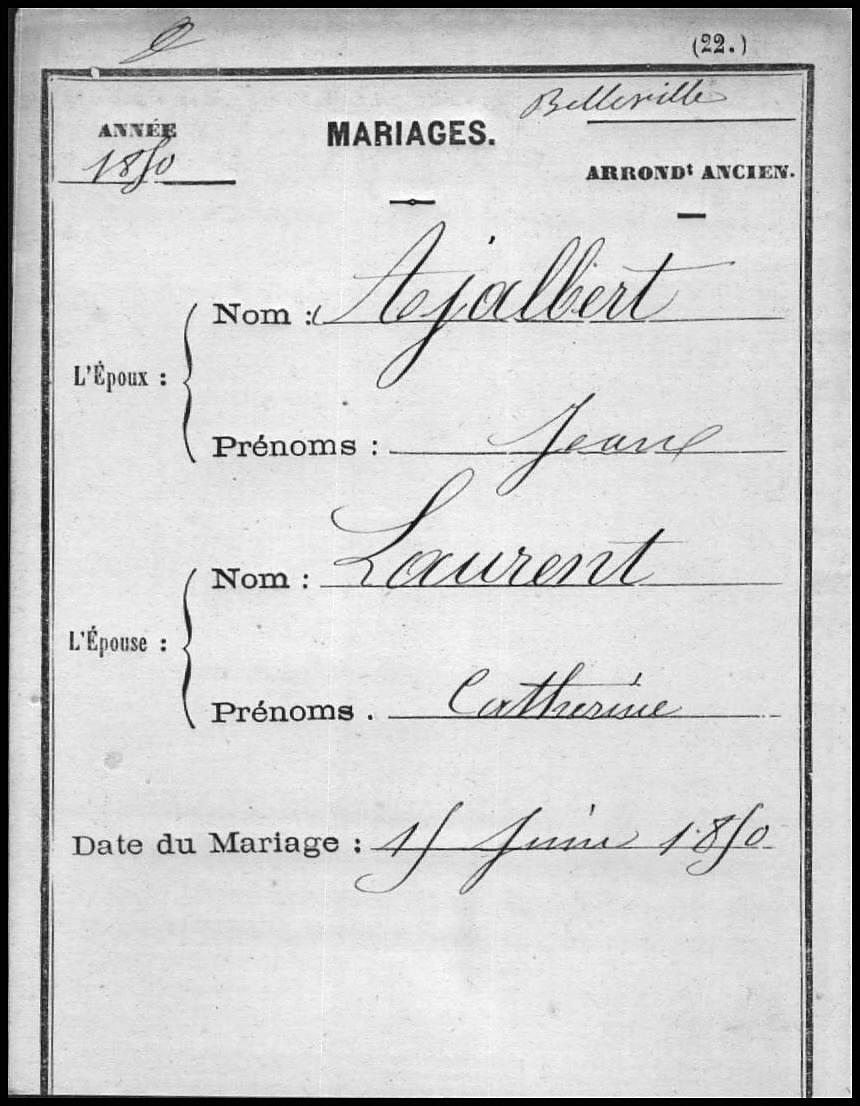 (22.)
Belleville
ANNÉE
1850
MARIAGES.
ARRONDt ANCIEN.
L'Époux :
Nom : Ajalbert
Prénoms : Jean
L'Épouse :
Nom : Laurent
Prénoms . Catherine
Date du Mariage : 15 Juin 1850